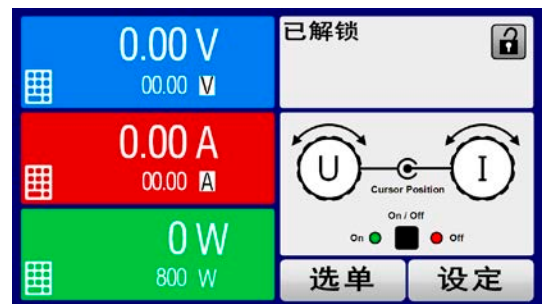 0.00 V
00.00 V
0.00 A
00.00 A
0 W
800 W
已解锁
U
I
Cursor Position
On / Off
On
Off
选单
设定